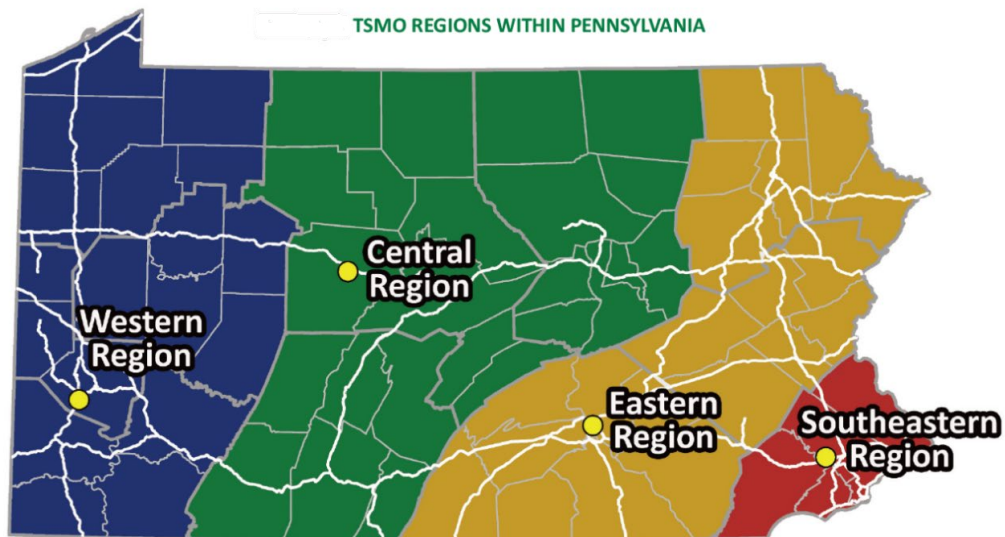 TSMO REGIONS WITHIN PENNSYLVANIA
Central
Region
Western
Region
Eastern
Region
Southeastern
Region